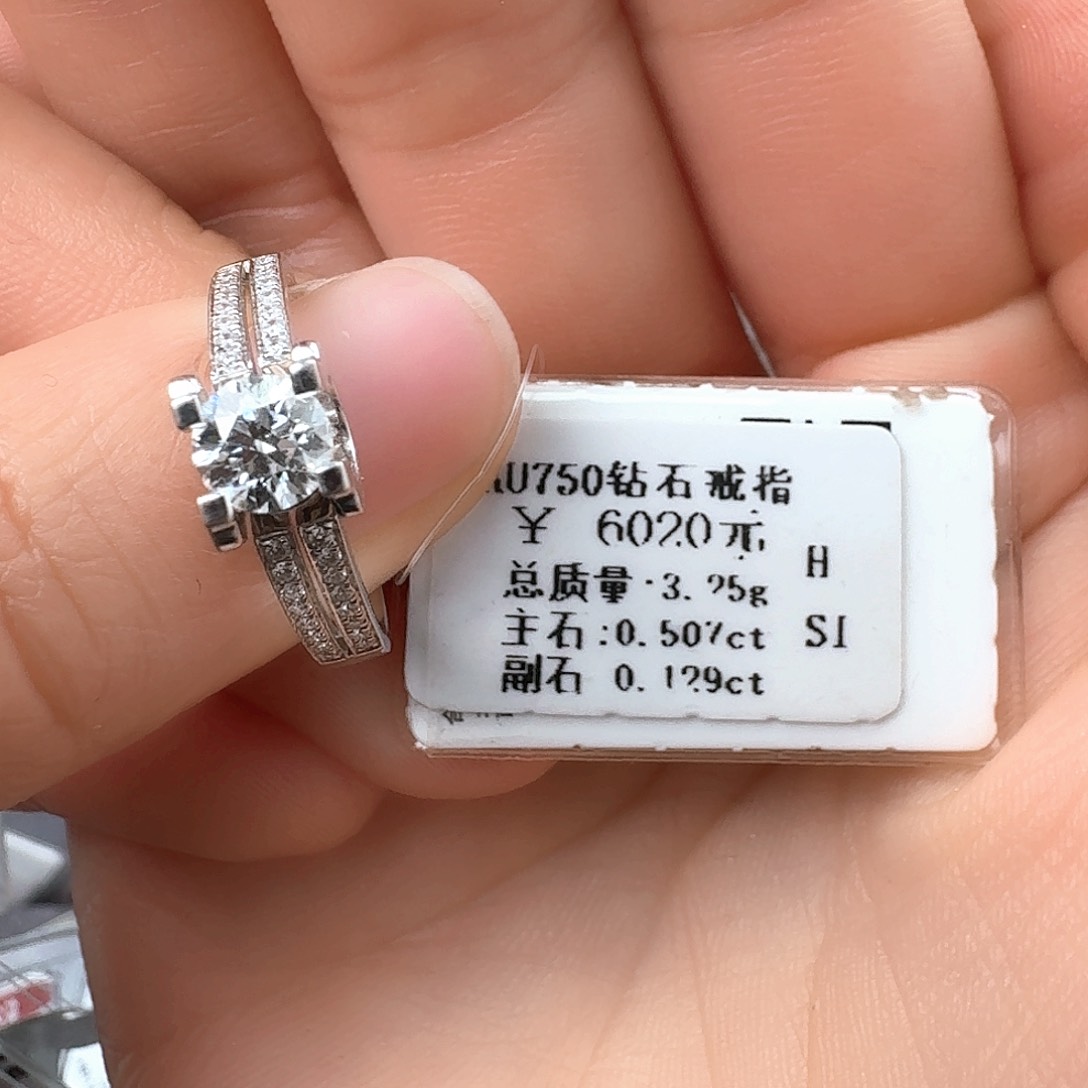 AU750钻石戒指
￥ 6020元
总质量:3.25g
主石:0.507ct
副石 0.129ct
H
SI